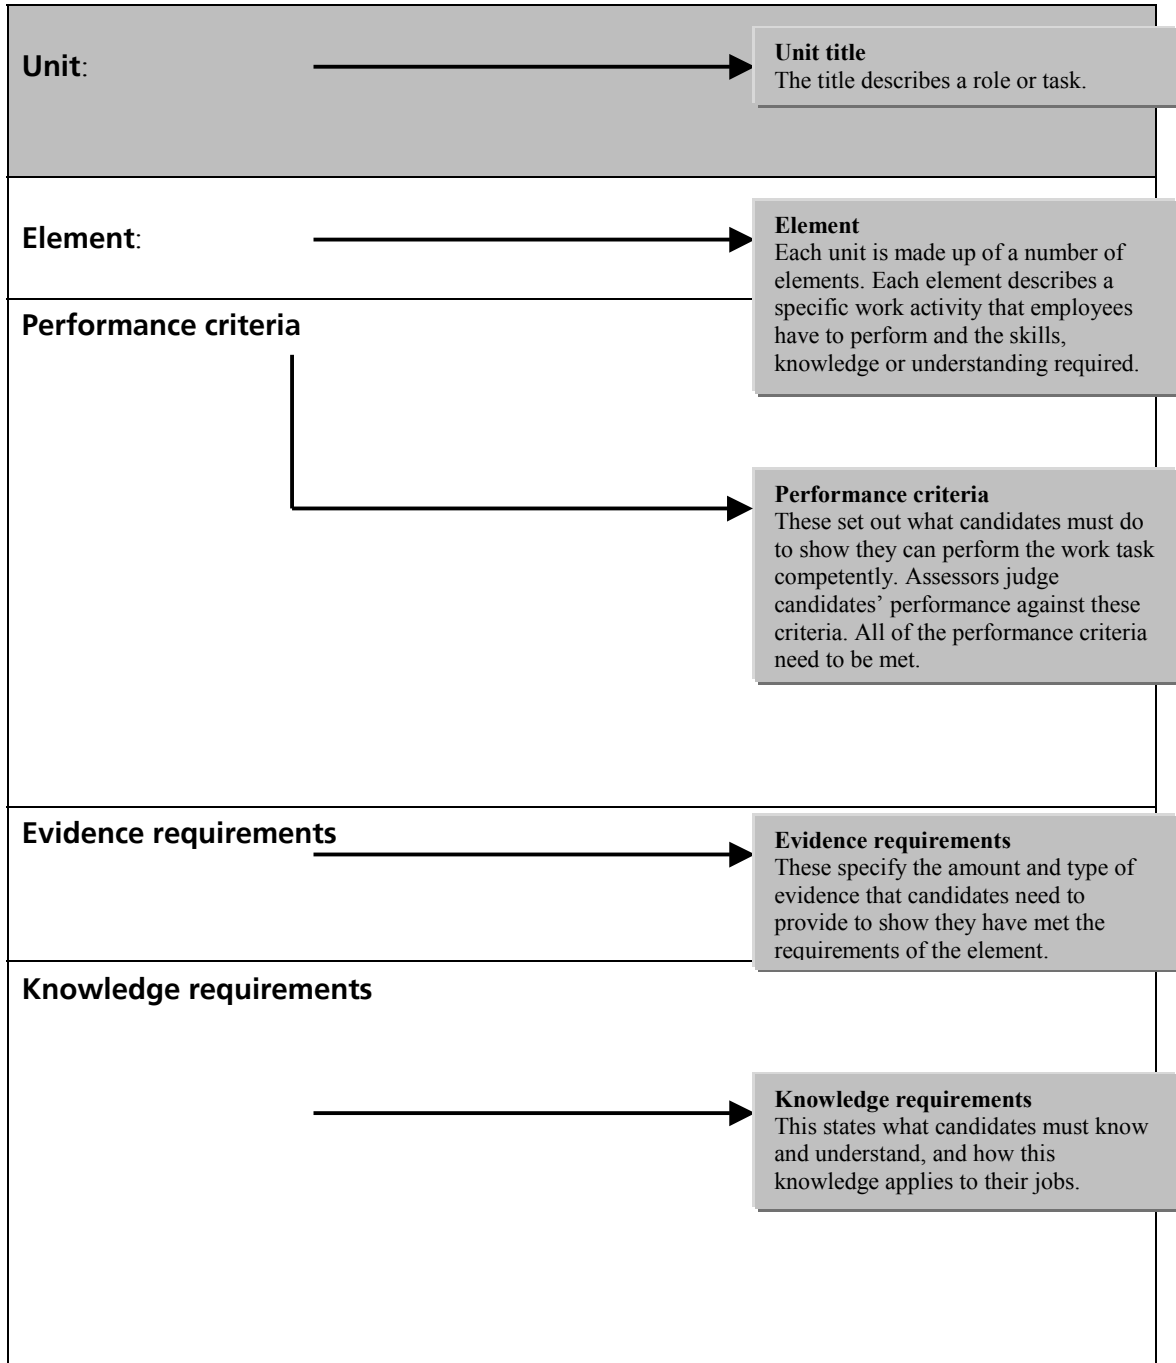 Unit:
Unit title
The title describes a role or task.
Element:
Element
Each unit is made up of a number of
elements. Each element describes a
specific work activity that employees
have to perform and the skills,
knowledge or understanding required.
Performance criteria
Performance criteria
These set out what candidates must do
to show they can perform the work task
competently. Assessors judge
candidates’ performance against these
criteria. All of the performance criteria
need to be met.
Evidence requirements
Evidence requirements
These specify the amount and type of
evidence that candidates need to
provide to show they have met the
requirements of the element.
Knowledge requirements
Knowledge requirements
This states what candidates must know
and understand, and how this
knowledge applies to their jobs.